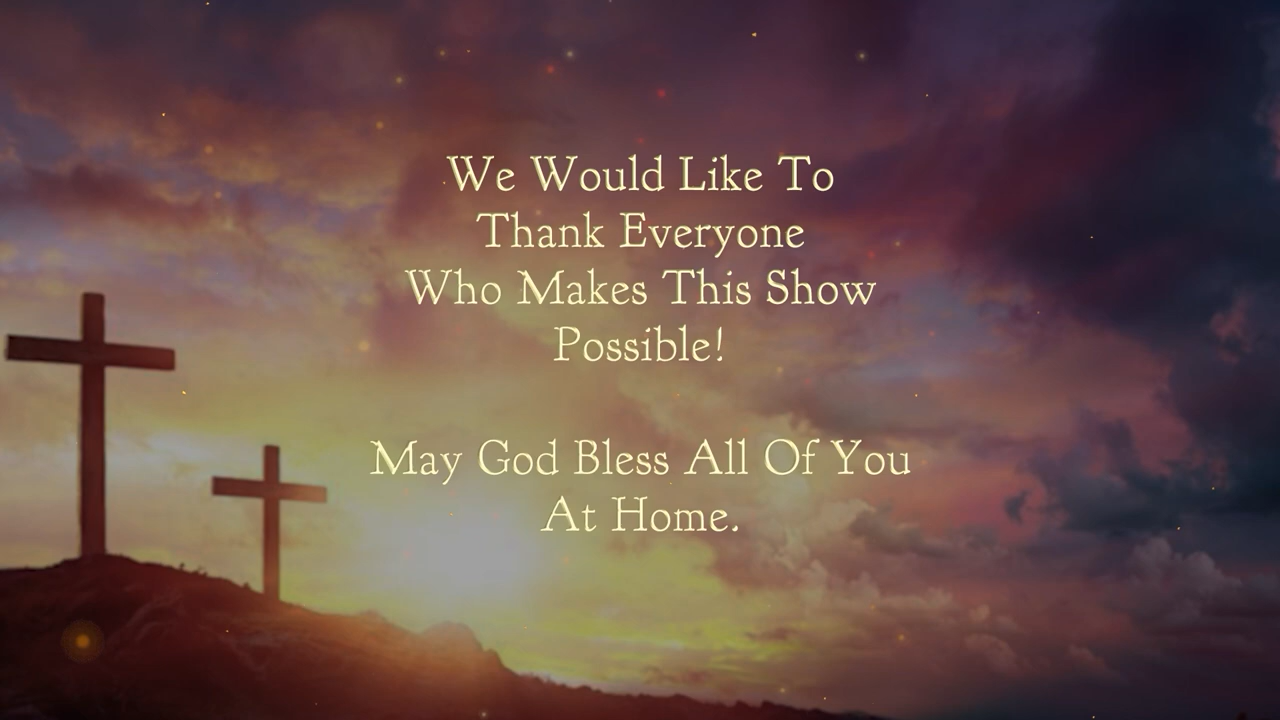 We Would Like To
Thank Everyone
Who Makes This Show
Possible!
May God Bless All Of You
At Home.